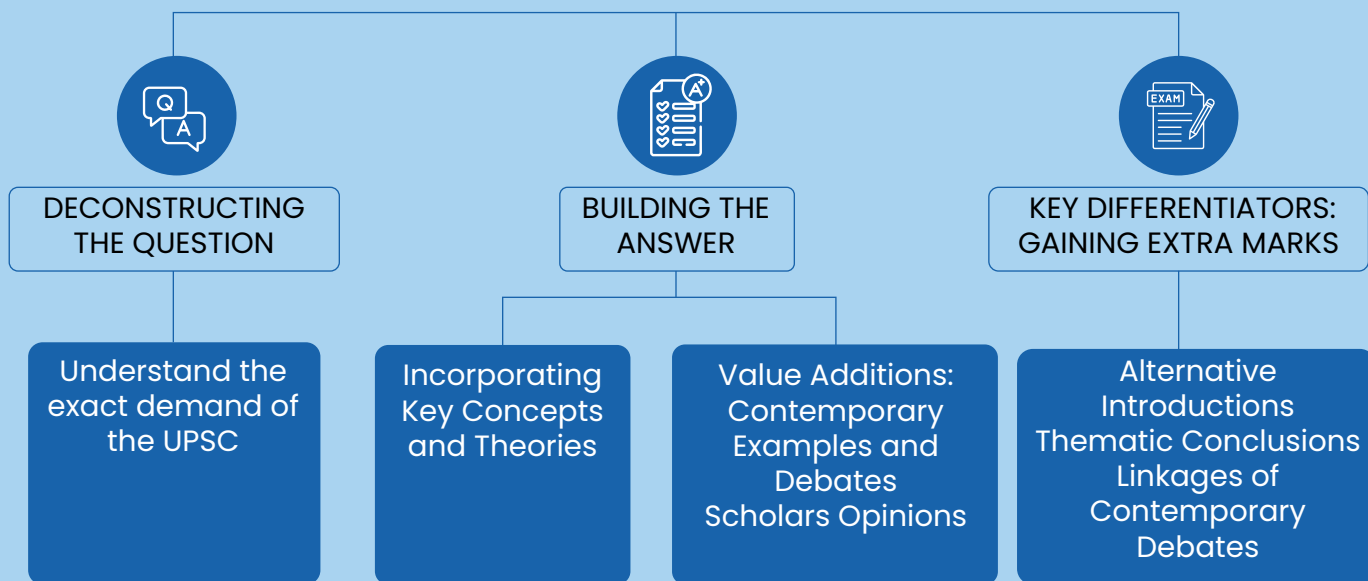 Q
A
DECONSTRUCTING
THE QUESTION
Understand the
exact demand of
the UPSC
A+
BUILDING THE
ANSWER
Incorporating
Key Concepts
and Theories
Value Additions:
Contemporary
Examples and
Debates
Scholars Opinions
EXAM
KEY DIFFERENTIATORS:
GAINING EXTRA MARKS
Alternative
Introductions
Thematic Conclusions
Linkages of
Contemporary
Debates